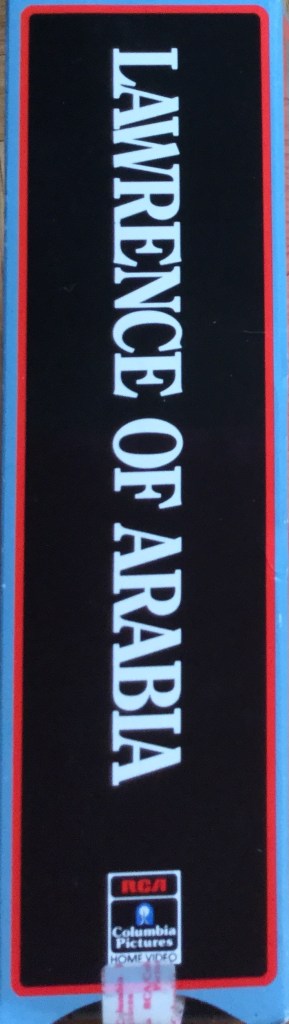 LAWRENCE OF ARABIA
RCA
Columbia
Pictures
HOME VIDEO